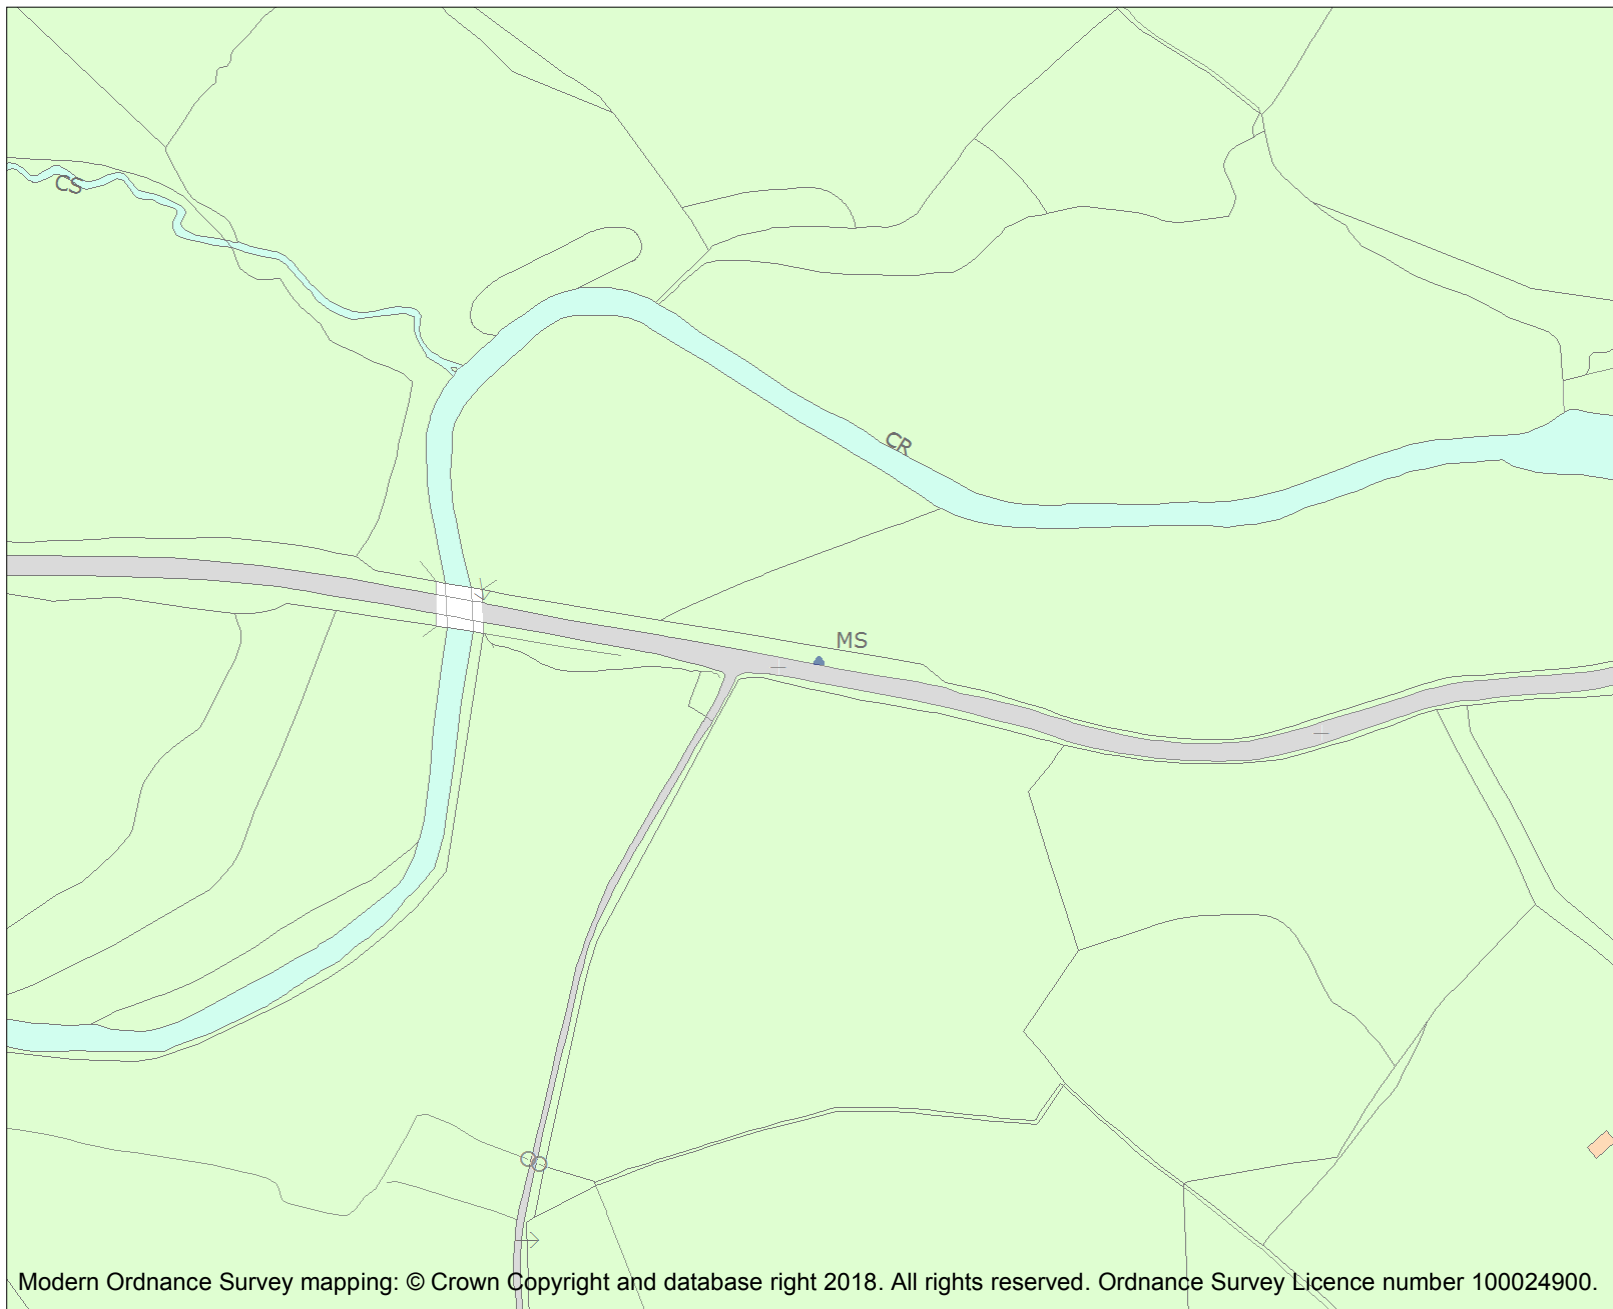 CS
CR
MS
Modern Ordnance Survey mapping: © Crown Copyright and database right 2018. All rights reserved. Ordnance Survey Licence number 100024900.